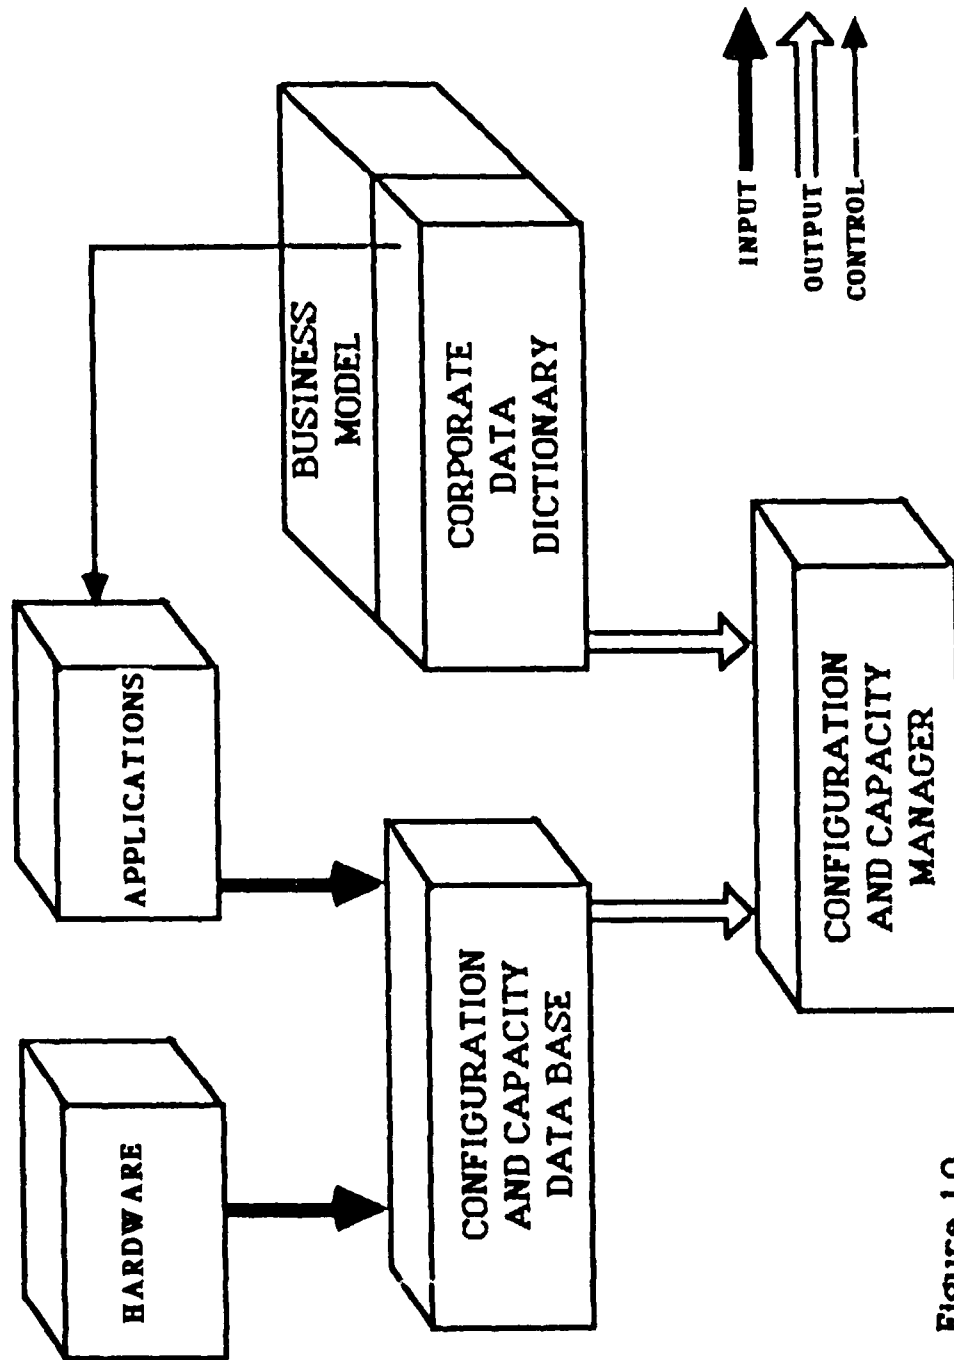 HARDWARE
APPLICATIONS
BUSINESS
MODEL
CONFIGURATION
AND CAPACITY
DATA BASE
CORPORATE
DATA
DICTIONARY
CONFIGURATION
AND CAPACITY
MANAGER
INPUT
OUTPUT
CONTROL
Figure